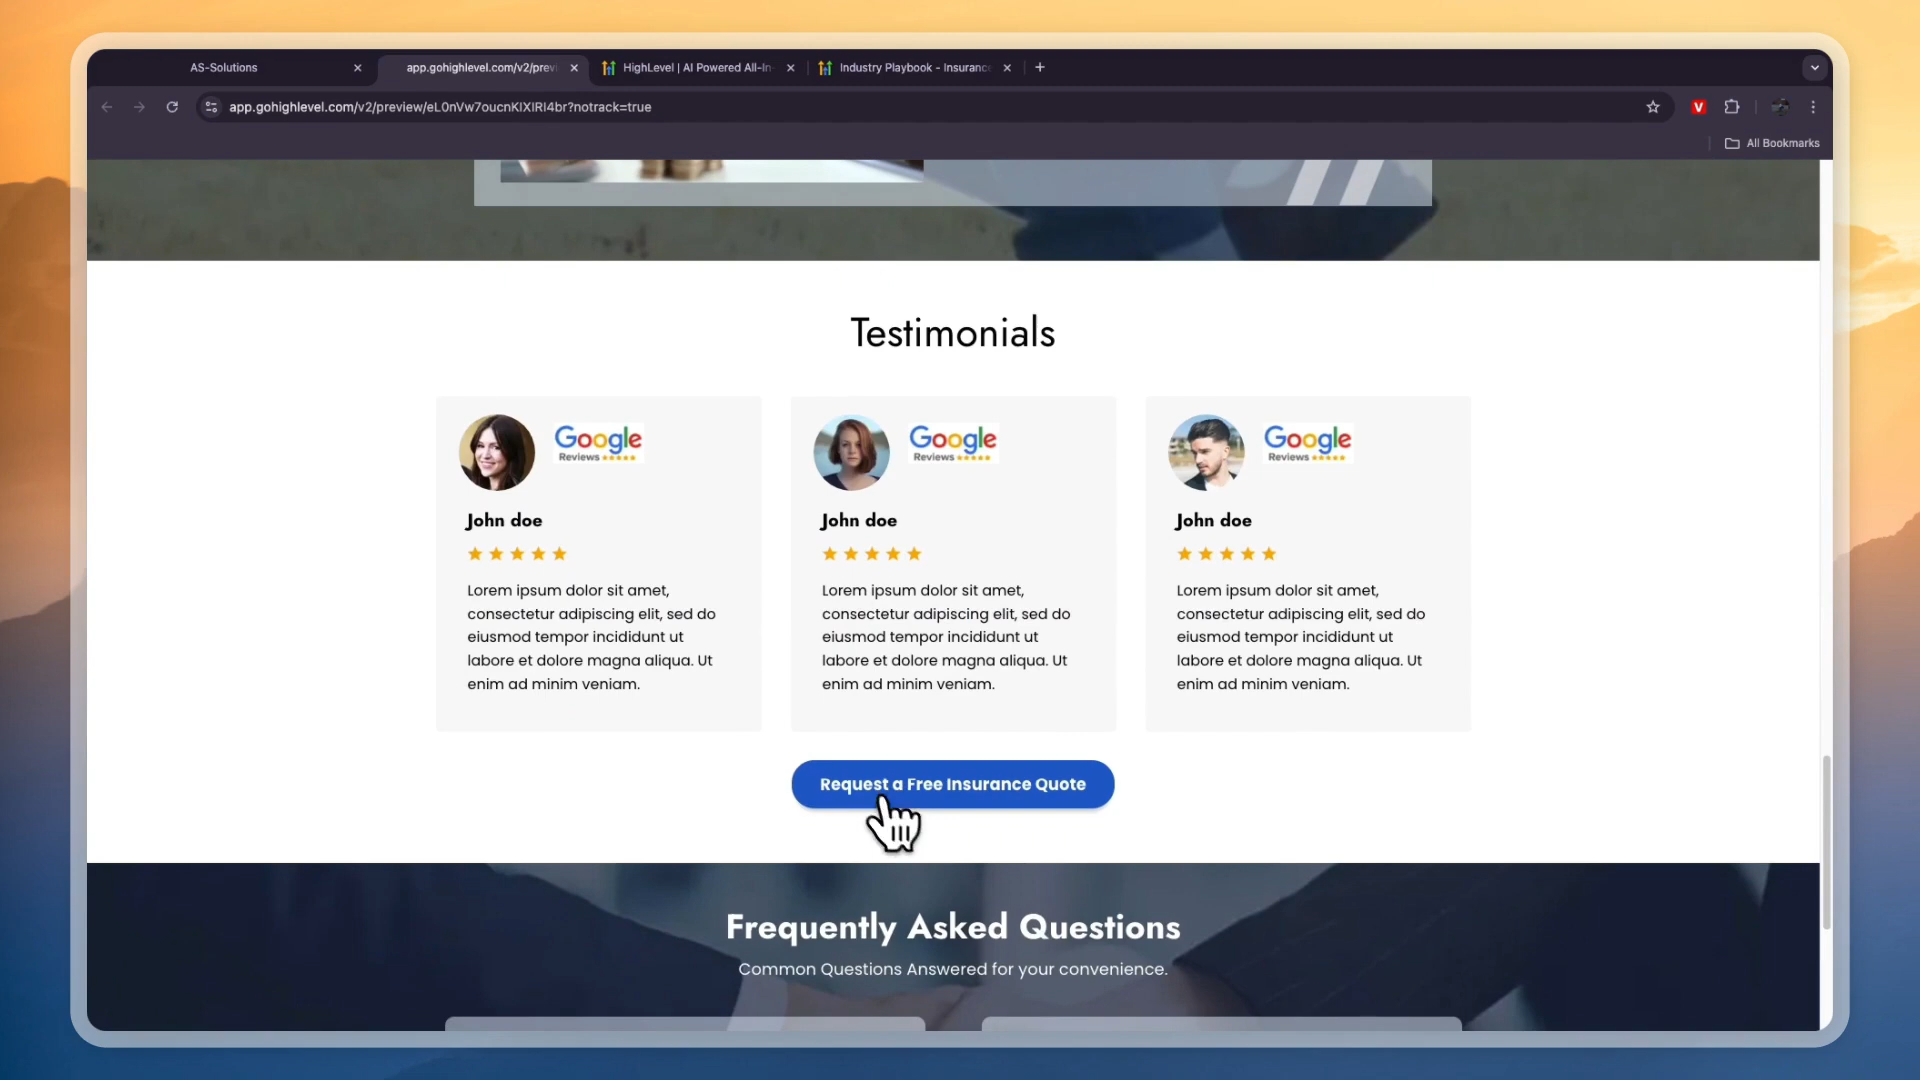 AS-Solutions
app.gohighlevel.com/v2/previ
HighLevel | AI Powered All-In-
Industry Playbook - Insuranc
app.gohighlevel.com/v2/preview/eL0nVw7oucnKIXIRI4br?notrack=true
V
All Bookmarks
Testimonials
Google
Reviews
John doe
Lorem ipsum dolor sit amet,
consectetur adipiscing elit, sed do
eiusmod tempor incididunt ut
labore et dolore magna aliqua. Ut
enim ad minim veniam.
Google
Reviews
John doe
Lorem ipsum dolor sit amet,
consectetur adipiscing elit, sed do
eiusmod tempor incididunt ut
labore et dolore magna aliqua. Ut
enim ad minim veniam.
Google
Reviews
John doe
Lorem ipsum dolor sit amet,
consectetur adipiscing elit, sed do
eiusmod tempor incididunt ut
labore et dolore magna aliqua. Ut
enim ad minim veniam.
Request a Free Insurance Quote
Frequently Asked Questions
Common Questions Answered for your convenience.